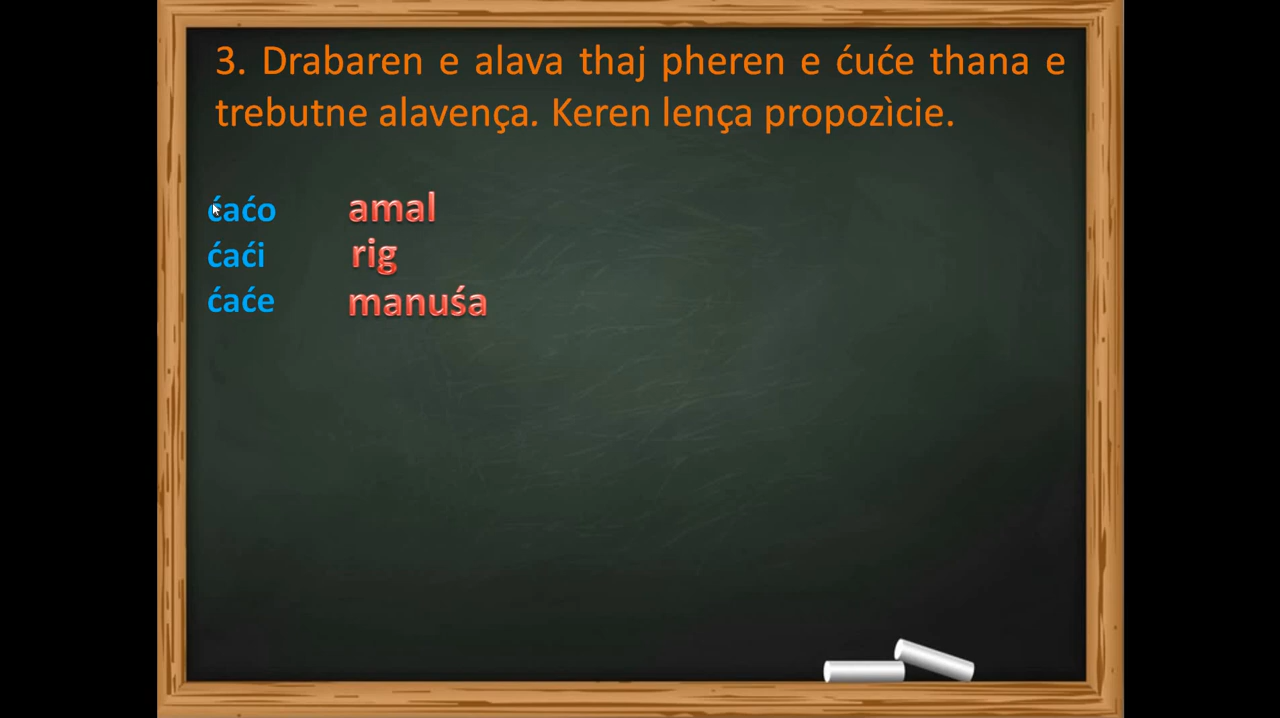 3. Drabaren e alava thaj pheren e ćuće thana e
trebutne alavença. Keren lença propozìcie.
ćaćo amal
ćaći rig
ćaće manuśa